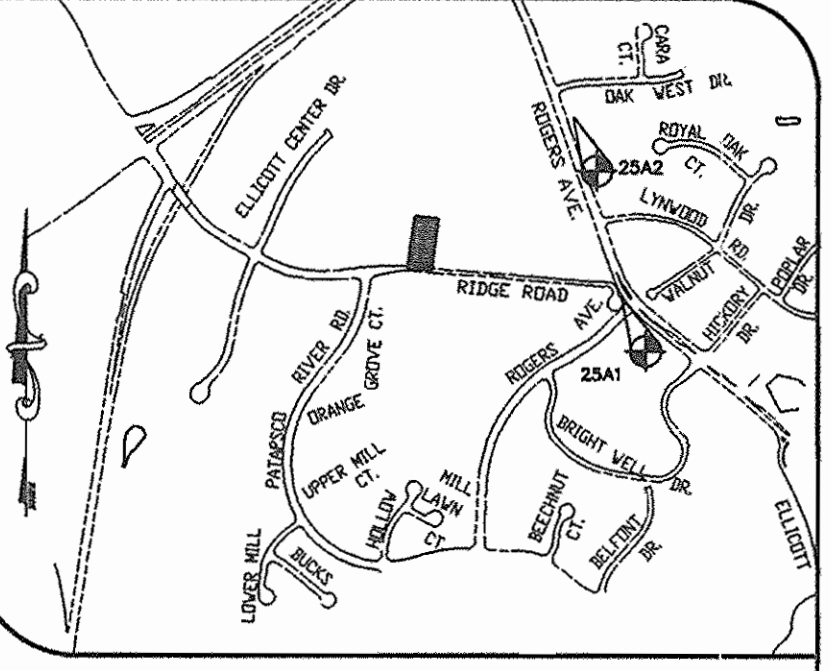 CARA
CT.
OAK WEST DR.
ROGERS AVE.
ROYAL OAK
CT.
DR.
25A2
ELLICOTT CENTER DR.
LYNWOOD
RD.
WALNUT
POPLAR
DR.
HICKORY
DR.
RIDGE ROAD
ROGERS AVE.
25A1
PATAPSCO RIVER RD.
ORANGE GROVE CT.
BRIGHT WELL DR.
UPPER MILL
CT.
HOLLOW
MILL
LAWN
CT
BEECHNUT
CT.
BELFONT
DR.
ELLICOTT
LOWER MILL
BUCKS